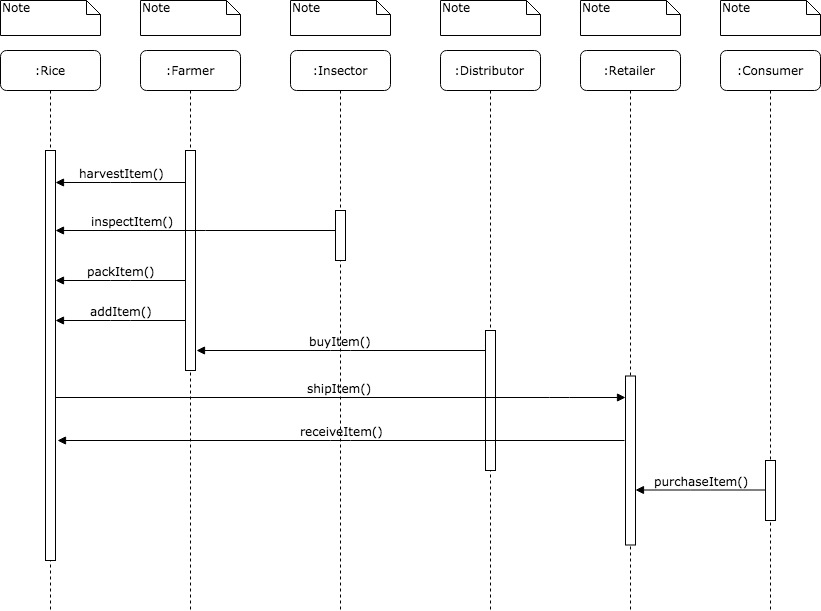 Note
Note
Note
Note
Note
Note
:Rice
:Farmer
:Insector
:Distributor
:Retailer
:Consumer
harvestItem()
inspectItem()
packItem()
addItem()
buyItem()
shipItem()
receiveItem()
purchaseItem()